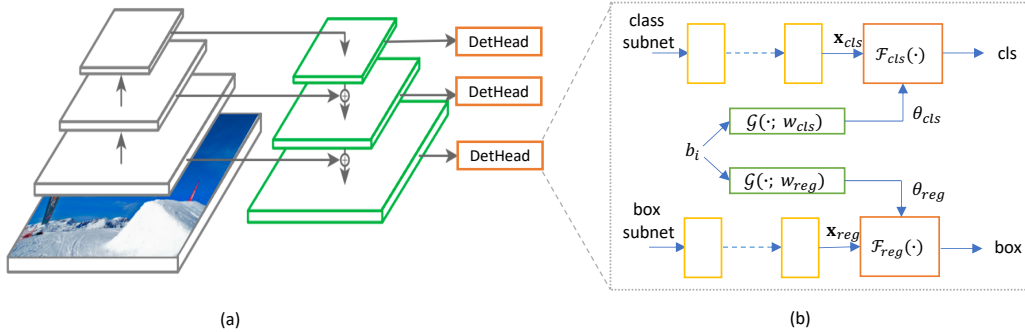 DetHead
DetHead
DetHead
(a)
class
subnet
x_cls
F_cls(·)
cls
θ_cls
G(·; w_cls)
b_i
G(·; w_reg)
θ_reg
box
subnet
x_reg
F_reg(·)
box
(b)